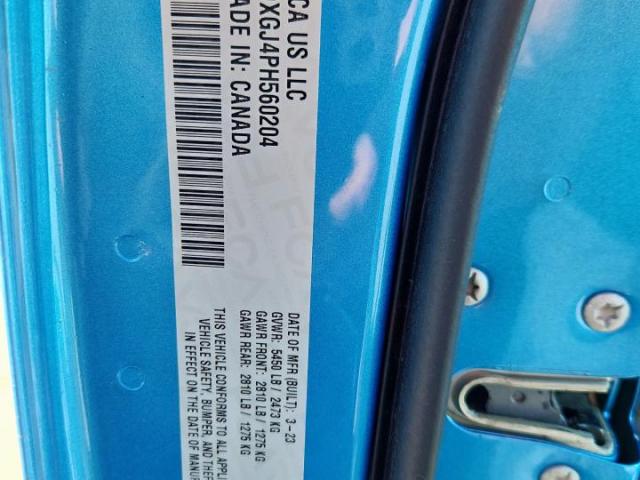 CA US LLC
XGJ4PH560204
ADE IN: CANADA
DATE OF MFR (BUILT): 3 - 23
GVWR: 5450 LB / 2473 KG
GAWR FRONT: 2810 LB / 1275 KG
GAWR REAR: 2810 LB / 1275 KG
THIS VEHICLE CONFORMS TO ALL APPLI
VEHICLE SAFETY, BUMPER, AND THEF
IN EFFECT ON THE DATE OF MANUF